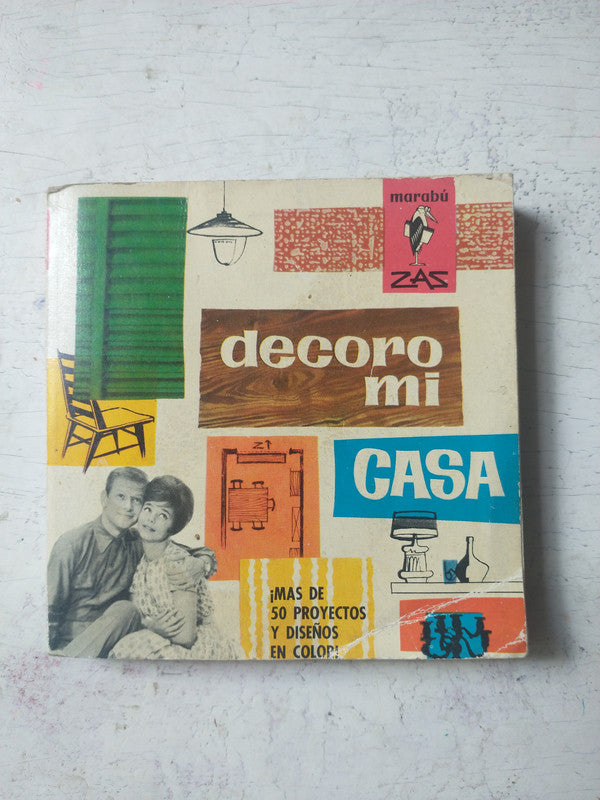 marabú
ZAS
decoro
mi
CASA
Z↑
¡MAS DE
50 PROYECTOS
Y DISEÑOS
EN COLOR!